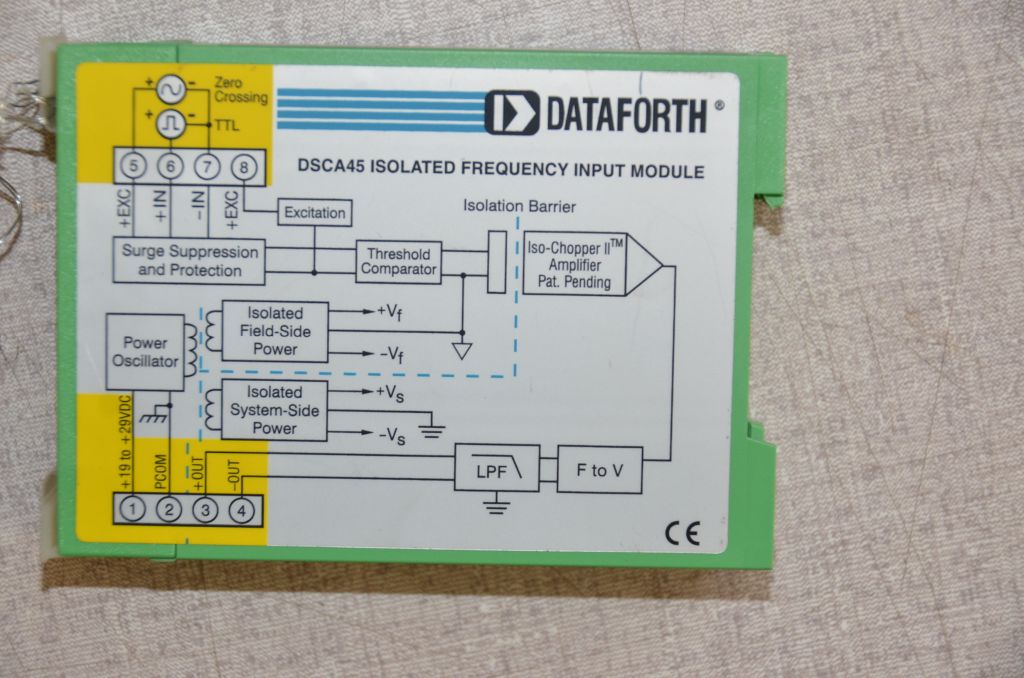 Zero
Crossing
TTL
+ -
+ -
DATAFORTH®
5 6 7 8
DSCA45 ISOLATED FREQUENCY INPUT MODULE
+EXC
+IN
−IN
+EXC
Excitation
Isolation Barrier
Surge Suppression
and Protection
Threshold
Comparator
Iso-Chopper II™
Amplifier
Pat. Pending
Power
Oscillator
Isolated
Field-Side
Power
+Vf
−Vf
Isolated
System-Side
Power
+Vs
−Vs
+19 to +29VDC
PCOM
+OUT
−OUT
LPF
F to V
1 2 3 4
CE